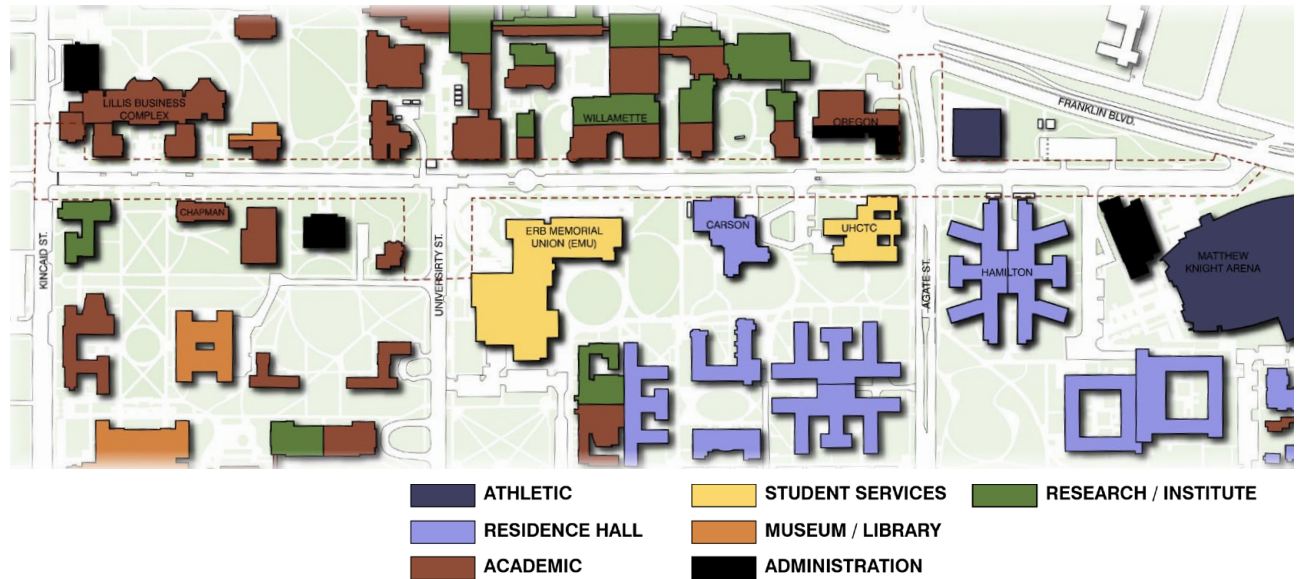 LILLIS BUSINESS
COMPLEX
WILLAMETTE
OREGON
FRANKLIN BLVD.
CHAPMAN
ERB MEMORIAL
UNION (EMU)
CARSON
UHCTC
HAMILTON
MATTHEW
KNIGHT ARENA
KINCAID ST.
UNIVERSIRTY ST.
AGATE ST.
ATHLETIC
STUDENT SERVICES
RESEARCH / INSTITUTE
RESIDENCE HALL
MUSEUM / LIBRARY
ACADEMIC
ADMINISTRATION